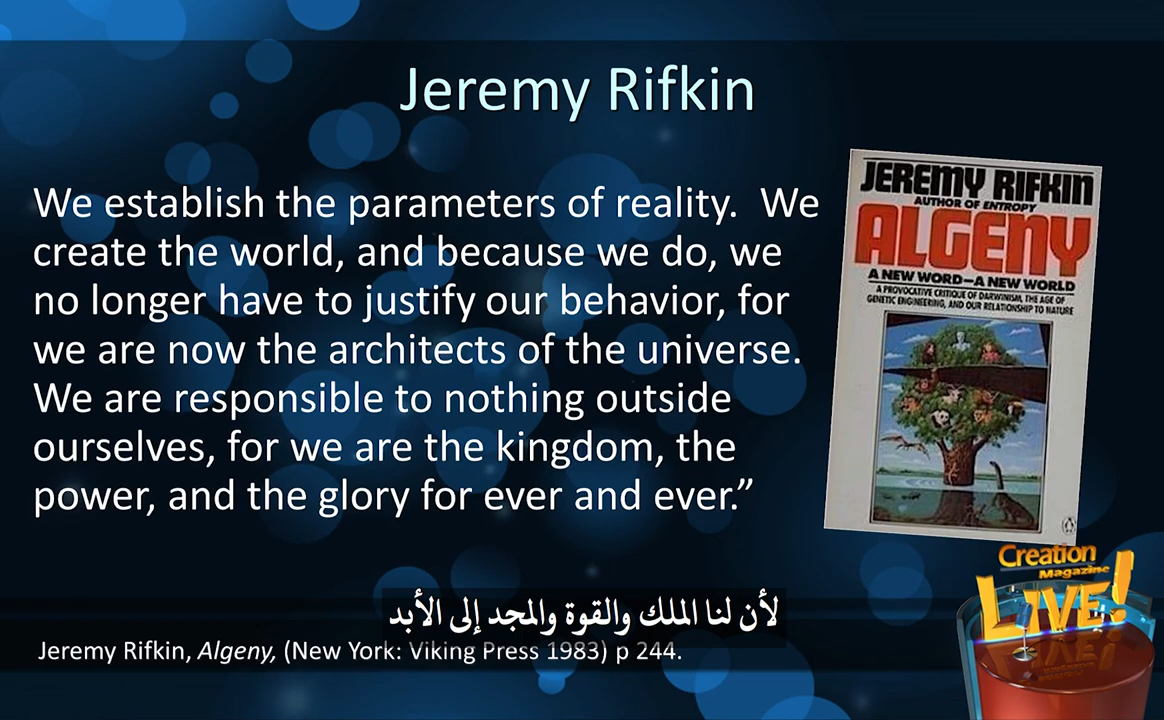 Jeremy Rifkin
We establish the parameters of reality.  We
create the world, and because we do, we
no longer have to justify our behavior, for
we are now the architects of the universe.
We are responsible to nothing outside
ourselves, for we are the kingdom, the
power, and the glory for ever and ever.”
JEREMY RIFKIN
AUTHOR OF ENTROPY
ALGENY
A NEW WORD—A NEW WORLD
A PROVOCATIVE CRITIQUE OF DARWINISM, THE AGE OF
GENETIC ENGINEERING, AND OUR RELATIONSHIP TO NATURE
لأن لنا الملك والقوة والمجد إلى الأبد
Jeremy Rifkin, Algeny, (New York: Viking Press 1983) p 244.
Creation
Magazine
LIVE!